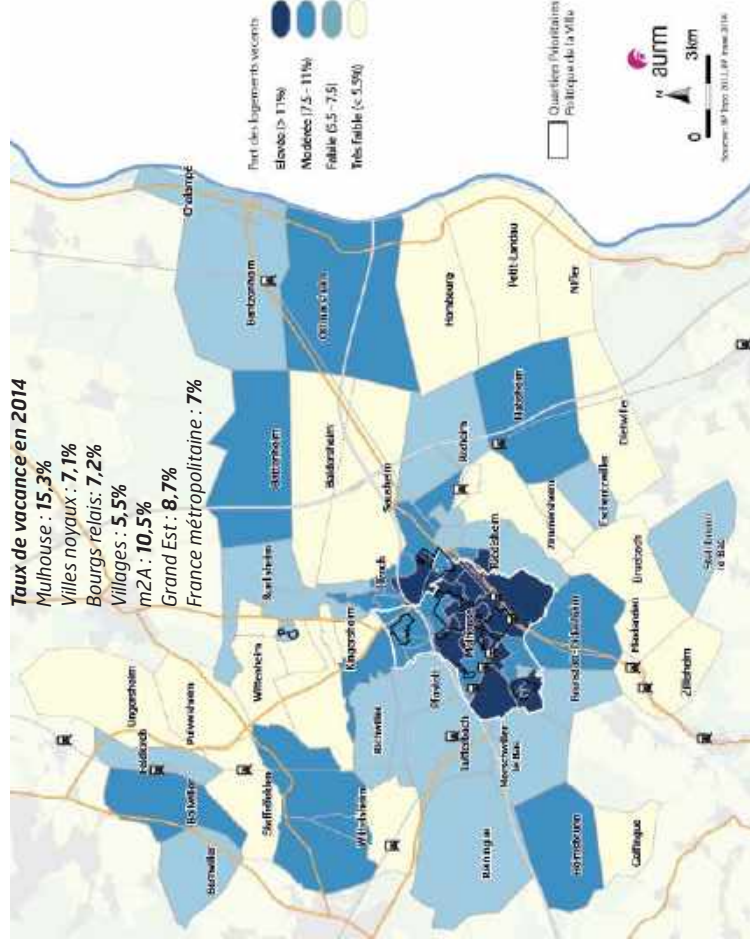 Taux de vacance en 2014
Mulhouse : 15,3%
Villes noyaux : 7,1%
Bourgs relais: 7,2%
Villages : 5,5%
m2A : 10,5%
Grand Est : 8,7%
France métropolitaine : 7%
Part des logements vacants
Elevée (> 11%)
Modérée (7.5 - 11%)
Faible (5.5 - 7.5)
Très faible (< 5.5%)
Quartiers Prioritaires
Politique de la Ville
N
aurm
0 3km
Chalampé
Bantzenheim
Ottmarsheim
Hombourg
Petit-Landau
Niffer
Battenheim
Baldersheim
Sausheim
Rixheim
Habsheim
Dietwiller
Eschentzwiller
Zimmersheim
Riedisheim
Bruebach
Steinbrunn
le Bas
Ruelisheim
Illzach
Kingersheim
Wittenheim
Mulhouse
Brunstatt-Didenheim
Flaxlanden
Zillisheim
Ungersheim
Pulversheim
Feldkirch
Bollwiller
Berrwiller
Staffelfelden
Wittelsheim
Richwiller
Pfastatt
Lutterbach
Morschwiller
le Bas
Reiningue
Heimsbrunn
Galfingue